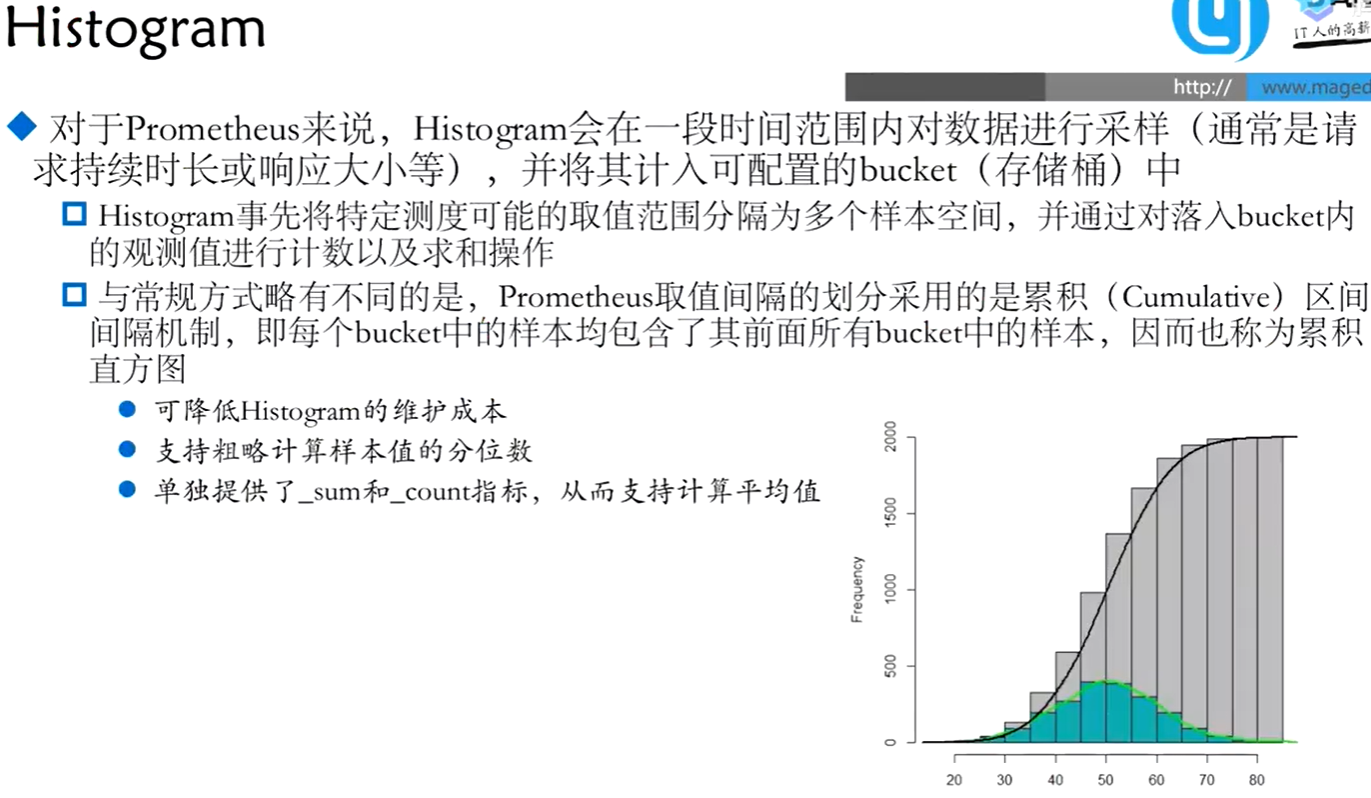 Histogram
IT人的高薪
http:// www.maged
对于Prometheus来说，Histogram会在一段时间范围内对数据进行采样（通常是请
求持续时长或响应大小等），并将其计入可配置的bucket（存储桶）中
Histogram事先将特定测度可能的取值范围分隔为多个样本空间，并通过对落入bucket内
的观测值进行计数以及求和操作
与常规方式略有不同的是，Prometheus取值间隔的划分采用的是累积（Cumulative）区间
间隔机制，即每个bucket中的样本均包含了其前面所有bucket中的样本，因而也称为累积
直方图
可降低Histogram的维护成本
支持粗略计算样本值的分位数
单独提供了_sum和_count指标，从而支持计算平均值
2000
1500
1000
500
0
Frequency
20 30 40 50 60 70 80